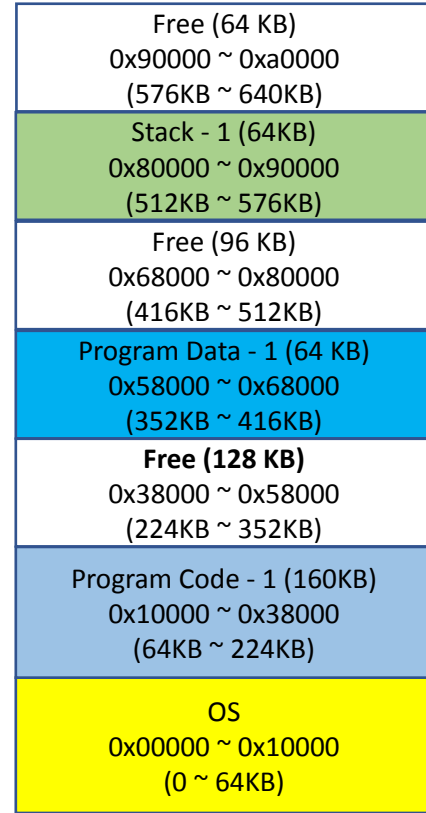 Free (64 KB)
0x90000 ~ 0xa0000
(576KB ~ 640KB)
Stack - 1 (64KB)
0x80000 ~ 0x90000
(512KB ~ 576KB)
Free (96 KB)
0x68000 ~ 0x80000
(416KB ~ 512KB)
Program Data - 1 (64 KB)
0x58000 ~ 0x68000
(352KB ~ 416KB)
Free (128 KB)
0x38000 ~ 0x58000
(224KB ~ 352KB)
Program Code - 1 (160KB)
0x10000 ~ 0x38000
(64KB ~ 224KB)
OS
0x00000 ~ 0x10000
(0 ~ 64KB)